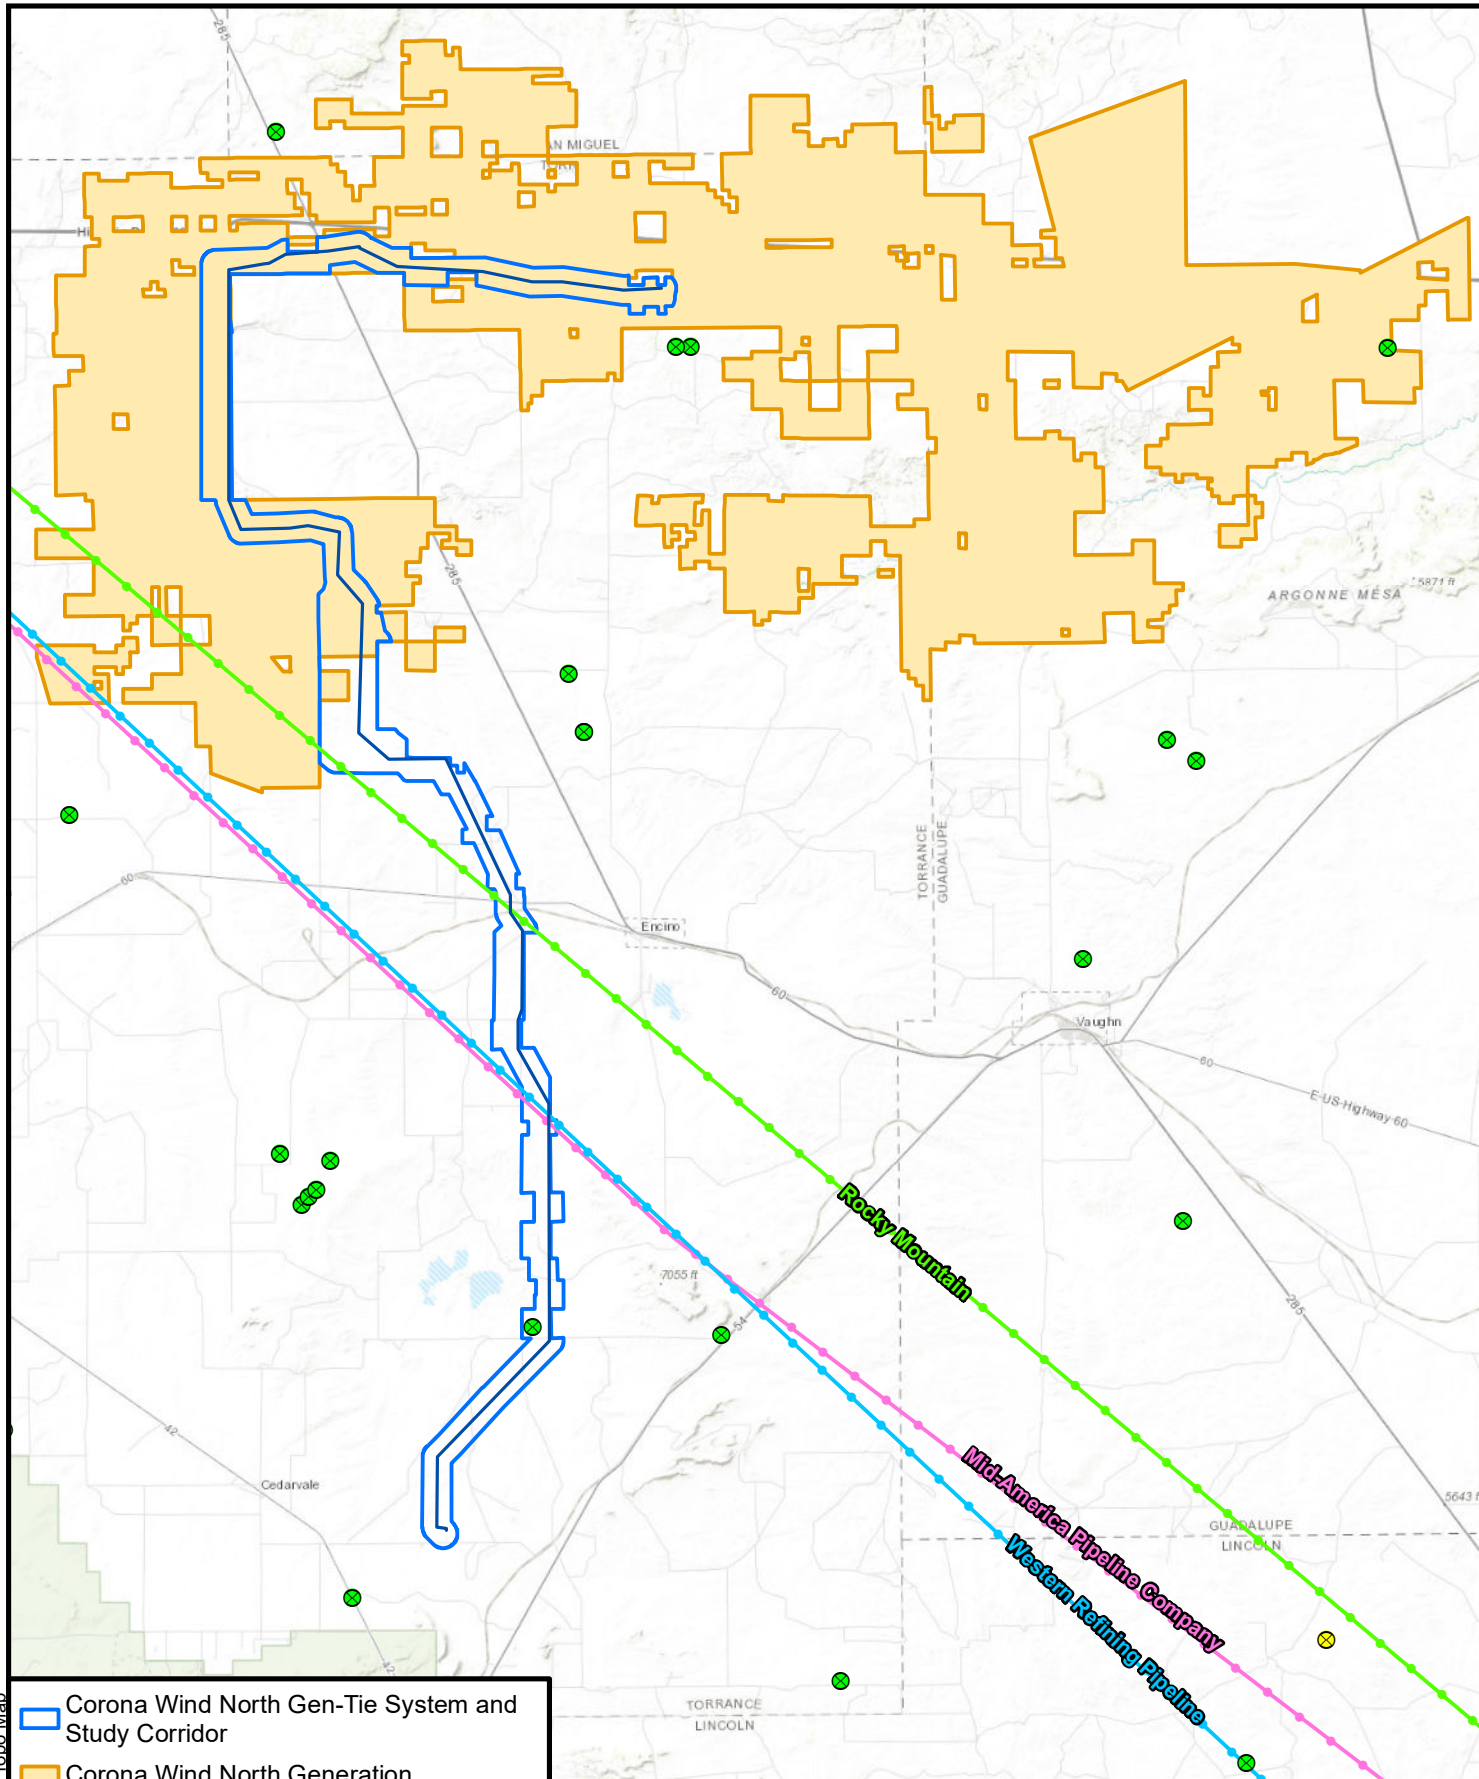 285
AN MIGUEL
285
5871 ft
ARGONNE MESA
TORRANCE
GUADALUPE
60
Encino
60
Vaughn
60
E US Highway 60
Rocky Mountain
7055 ft
54
285
42
Mid-America Pipeline Company
Cedarvale
5643 f
GUADALUPE
LINCOLN
Western Refining Pipeline
42
TORRANCE
LINCOLN
Corona Wind North Gen-Tie System and
Study Corridor
Corona Wind North Generation